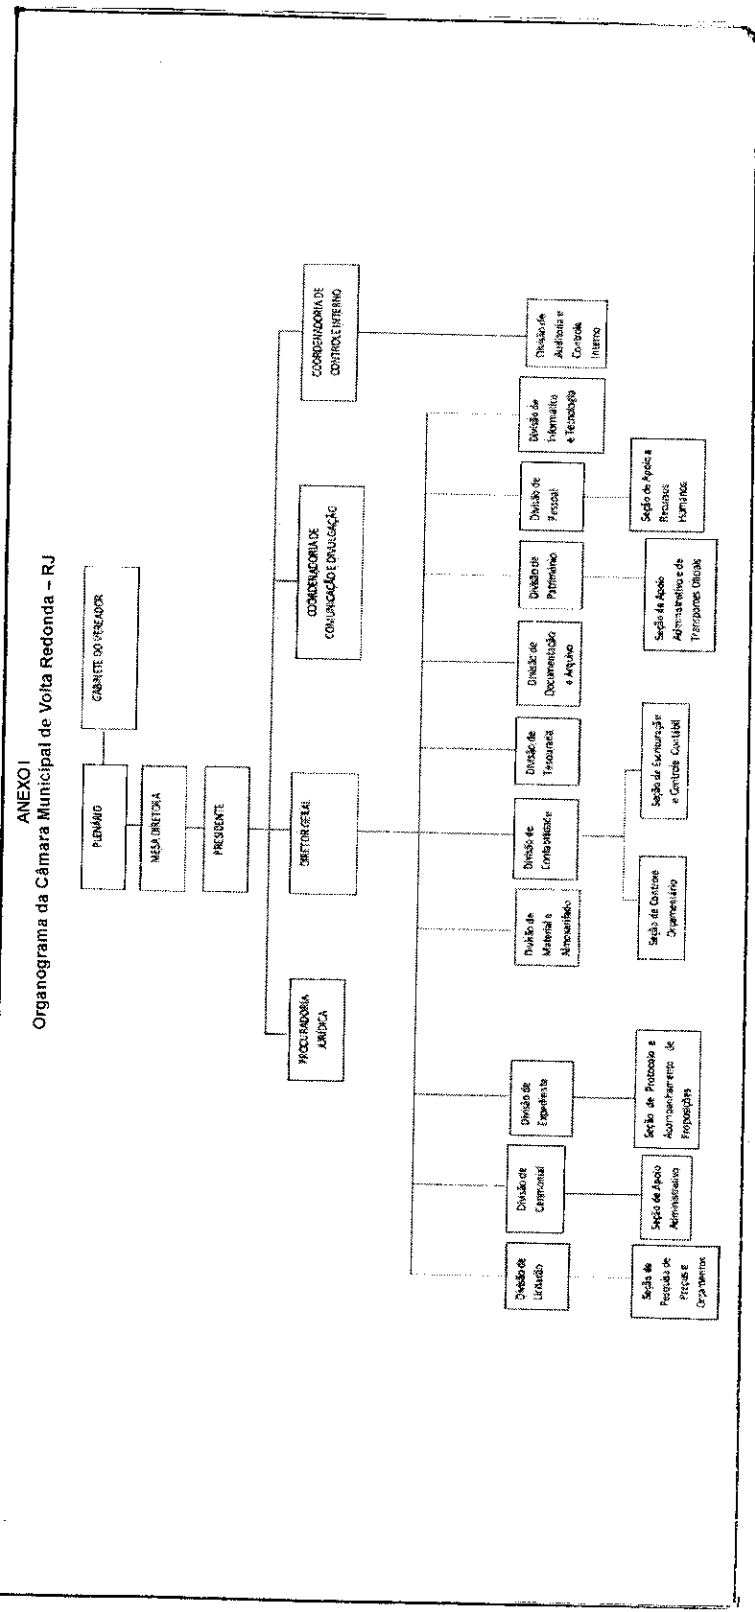 ANEXO I
Organograma da Câmara Municipal de Volta Redonda – RJ
PLENÁRIO
GABINETE DO VEREADOR
MESA DIRETORA
PRESIDENTE
PROCURADORIA
JURÍDICA
DIRETOR GERAL
COORDENADORIA DE
COMUNICAÇÃO E DIVULGAÇÃO
COORDENADORIA DE
CONTROLE INTERNO
Divisão de
Licitação
Divisão de
Cerimonial
Divisão de
Expediente
Divisão de
Material e
Almoxarifado
Divisão de
Contabilidade
Divisão de
Tesouraria
Divisão de
Documentação
e Arquivo
Divisão de
Patrimônio
Divisão de
Pessoal
Divisão de
Informática
e Tecnologia
Divisão de
Auditoria e
Controle
Interno
Seção de
Pesquisa de
Preços e
Orçamentos
Seção de Apoio
Administrativo
Seção de Protocolo e
Acompanhamento de
Proposições
Seção de Controle
Orçamentário
Seção de Escrituração
e Controle Contábil
Seção de Apoio
Administrativo e de
Transportes Oficiais
Seção de Apoio a
Recursos
Humanos